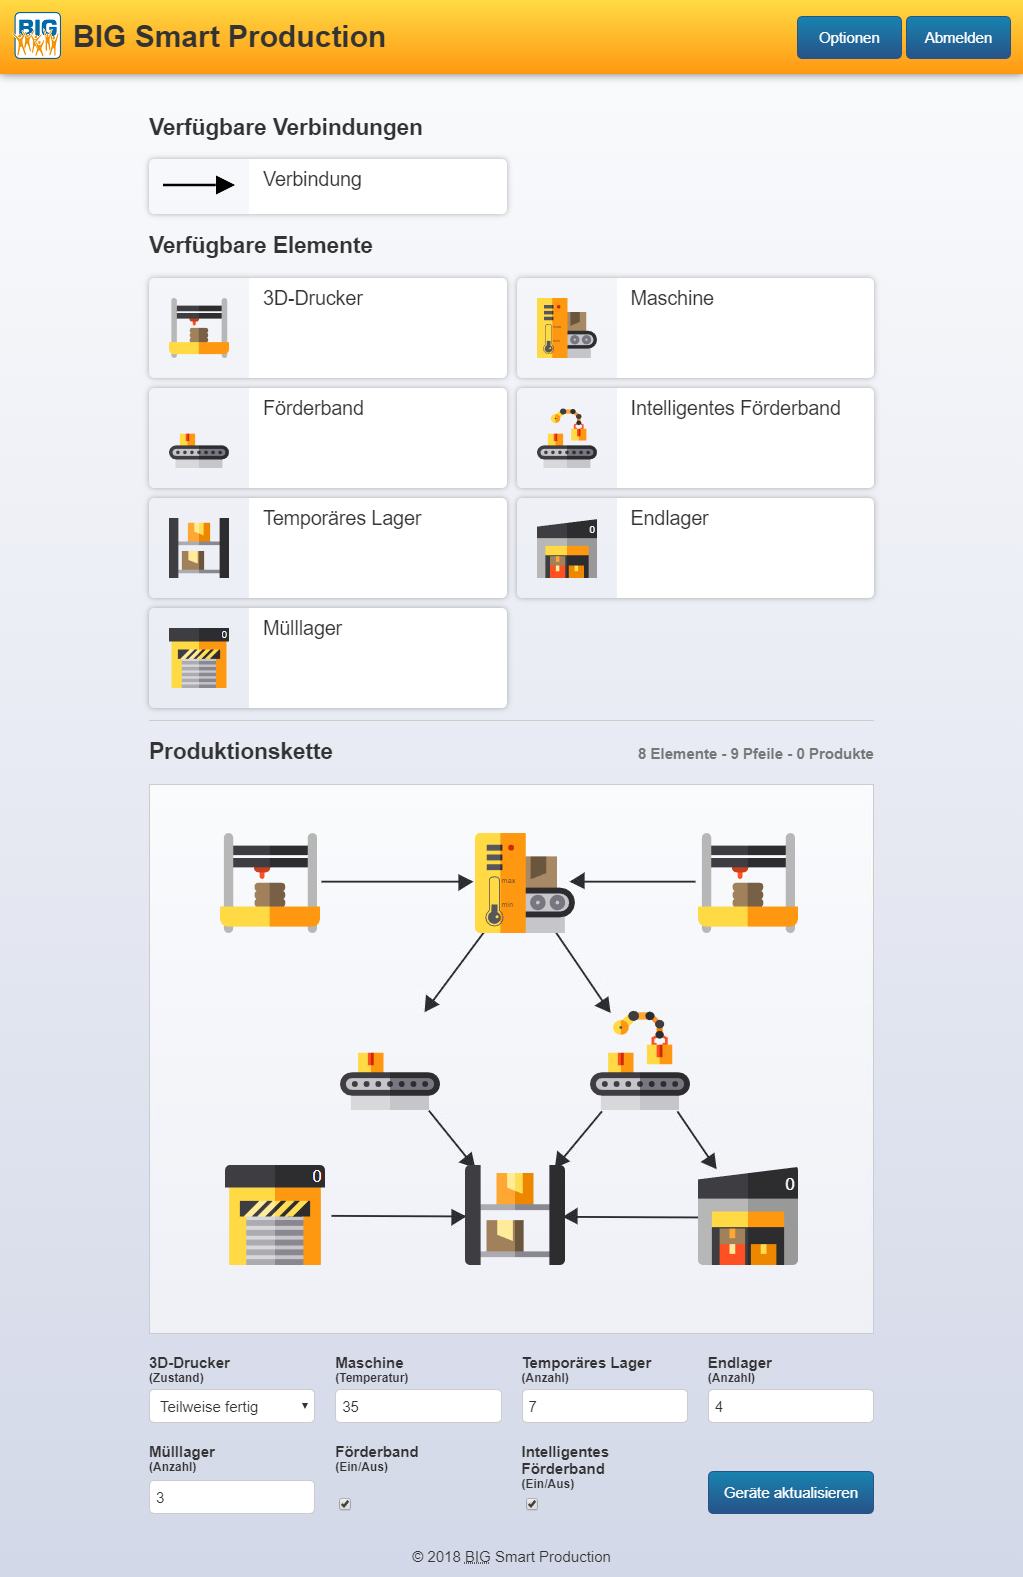 BIG
BIG Smart Production
Optionen
Abmelden
Verfügbare Verbindungen
Verbindung
Verfügbare Elemente
3D-Drucker
Maschine
Förderband
Intelligentes Förderband
Temporäres Lager
Endlager
0
Mülllager
0
Produktionskette
8 Elemente - 9 Pfeile - 0 Produkte
max
min
0
0
3D-Drucker
(Zustand)
Teilweise fertig
Maschine
(Temperatur)
35
Temporäres Lager
(Anzahl)
7
Endlager
(Anzahl)
4
Mülllager
(Anzahl)
3
Förderband
(Ein/Aus)
Intelligentes
Förderband
(Ein/Aus)
Geräte aktualisieren
© 2018 BIG Smart Production